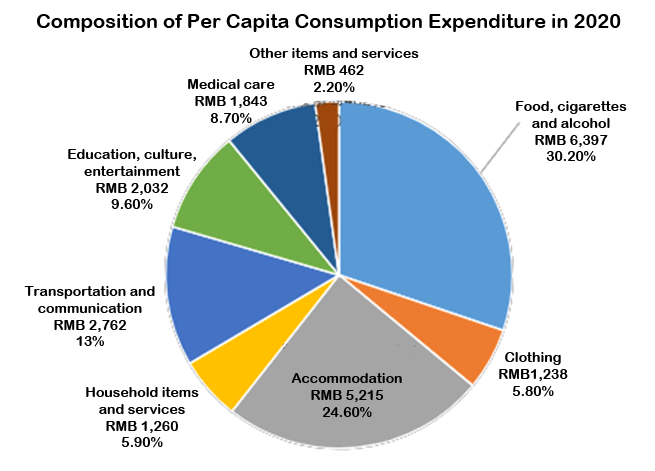 Composition of Per Capita Consumption Expenditure in 2020
Other items and services
RMB 462
2.20%
Medical care
RMB 1,843
8.70%
Food, cigarettes
and alcohol
RMB 6,397
30.20%
Education, culture,
entertainment
RMB 2,032
9.60%
Transportation and
communication
RMB 2,762
13%
Clothing
RMB1,238
5.80%
Accommodation
RMB 5,215
24.60%
Household items
and services
RMB 1,260
5.90%